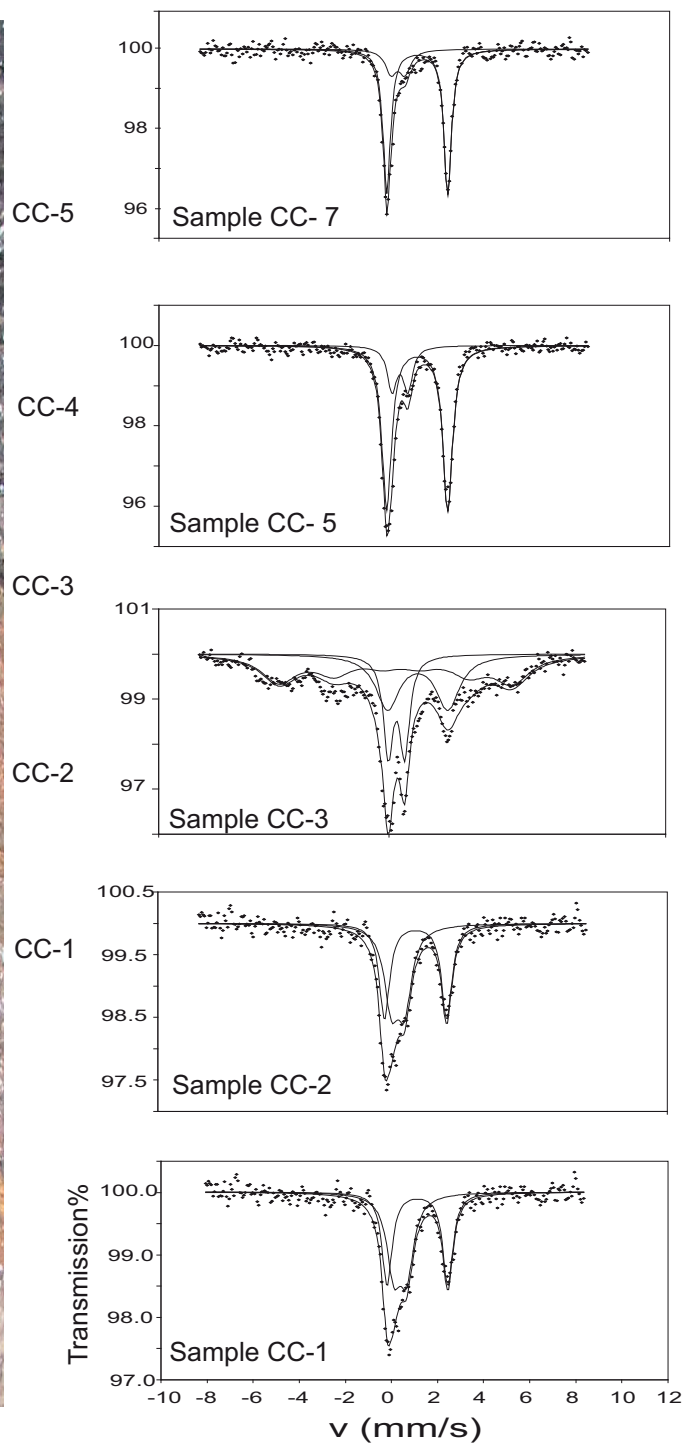 100
98
96
Sample CC- 7
CC-5
100
98
96
Sample CC- 5
CC-4
CC-3
101
99
97
Sample CC-3
CC-2
100.5
99.5
98.5
97.5
Sample CC-2
CC-1
Transmission%
100.0
99.0
98.0
97.0
Sample CC-1
-10 -8 -6 -4 -2 0 2 4 6 8 10 12
v (mm/s)